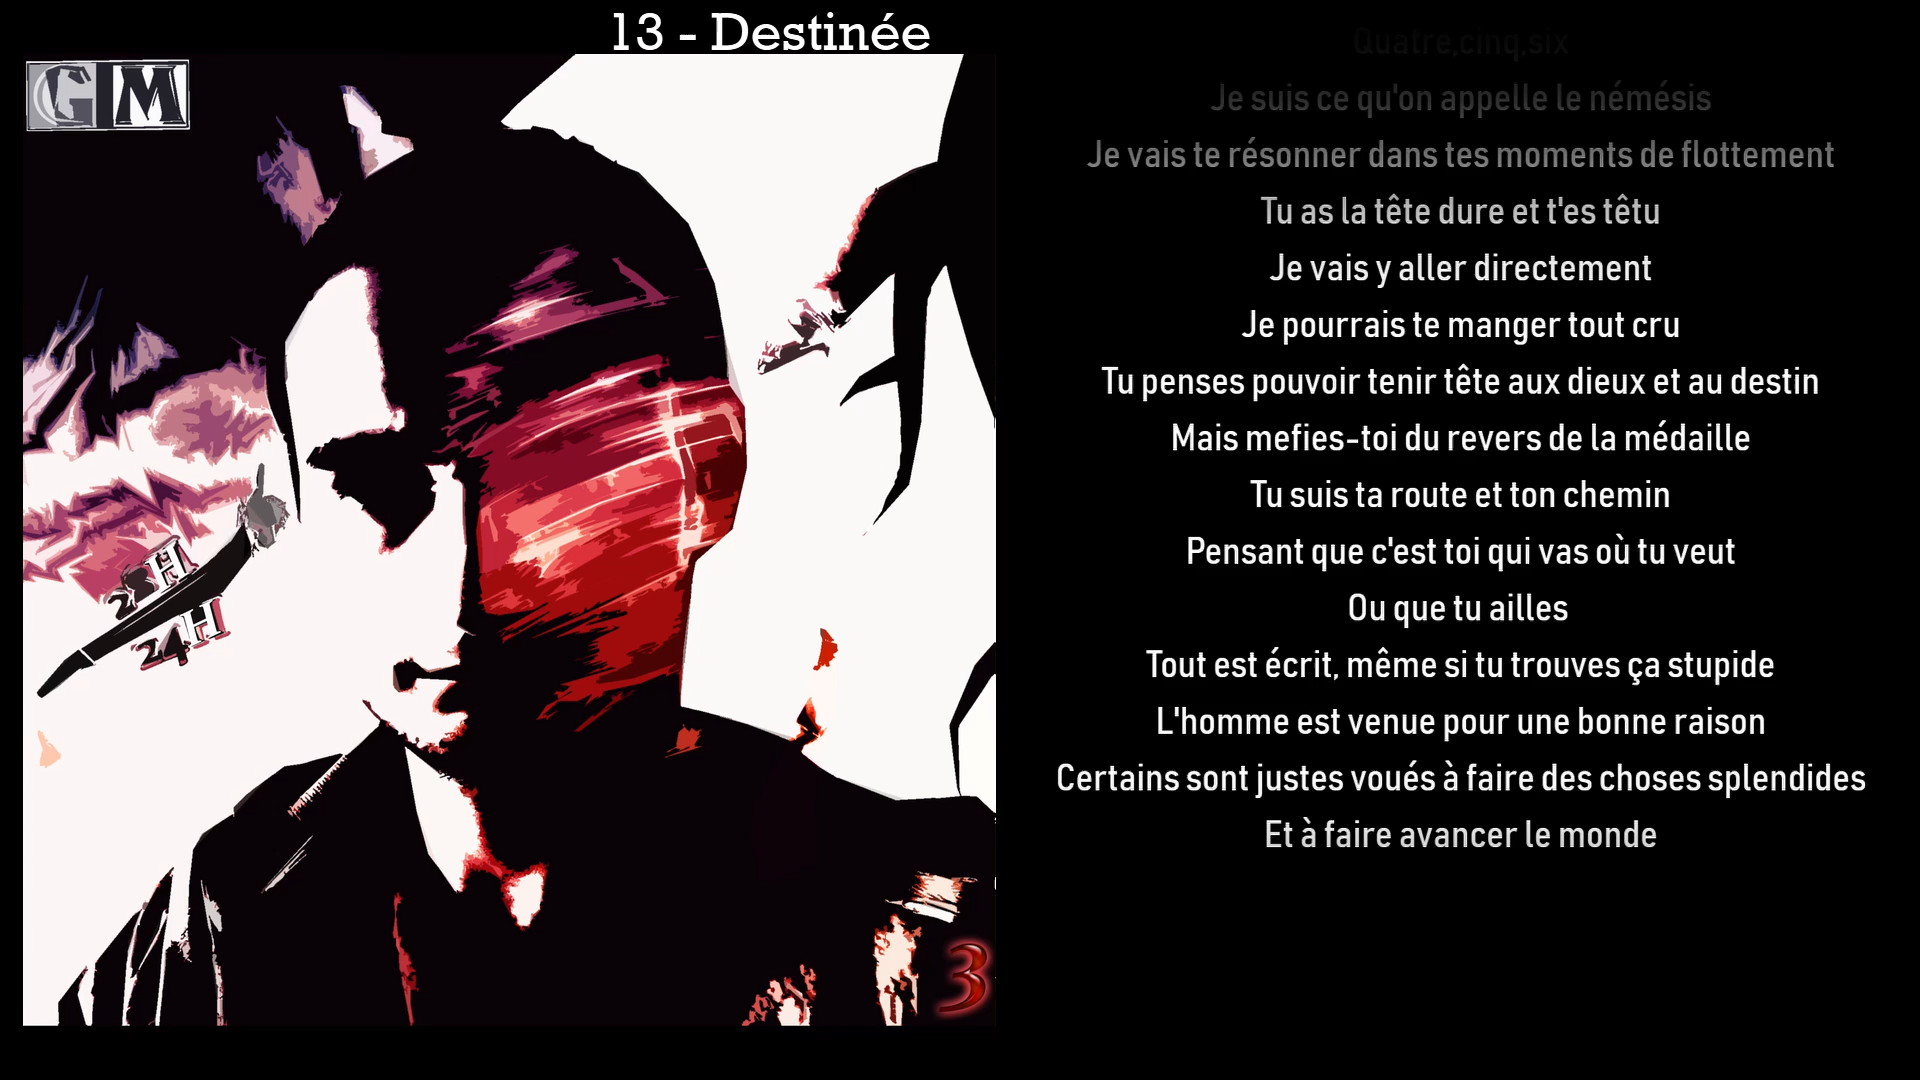 13 - Destinée
GIM
23H
24H
3
Quatre,cinq,six
Je suis ce qu'on appelle le némésis
Je vais te résonner dans tes moments de flottement
Tu as la tête dure et t'es têtu
Je vais y aller directement
Je pourrais te manger tout cru
Tu penses pouvoir tenir tête aux dieux et au destin
Mais mefies-toi du revers de la médaille
Tu suis ta route et ton chemin
Pensant que c'est toi qui vas où tu veut
Ou que tu ailles
Tout est écrit, même si tu trouves ça stupide
L'homme est venue pour une bonne raison
Certains sont justes voués à faire des choses splendides
Et à faire avancer le monde